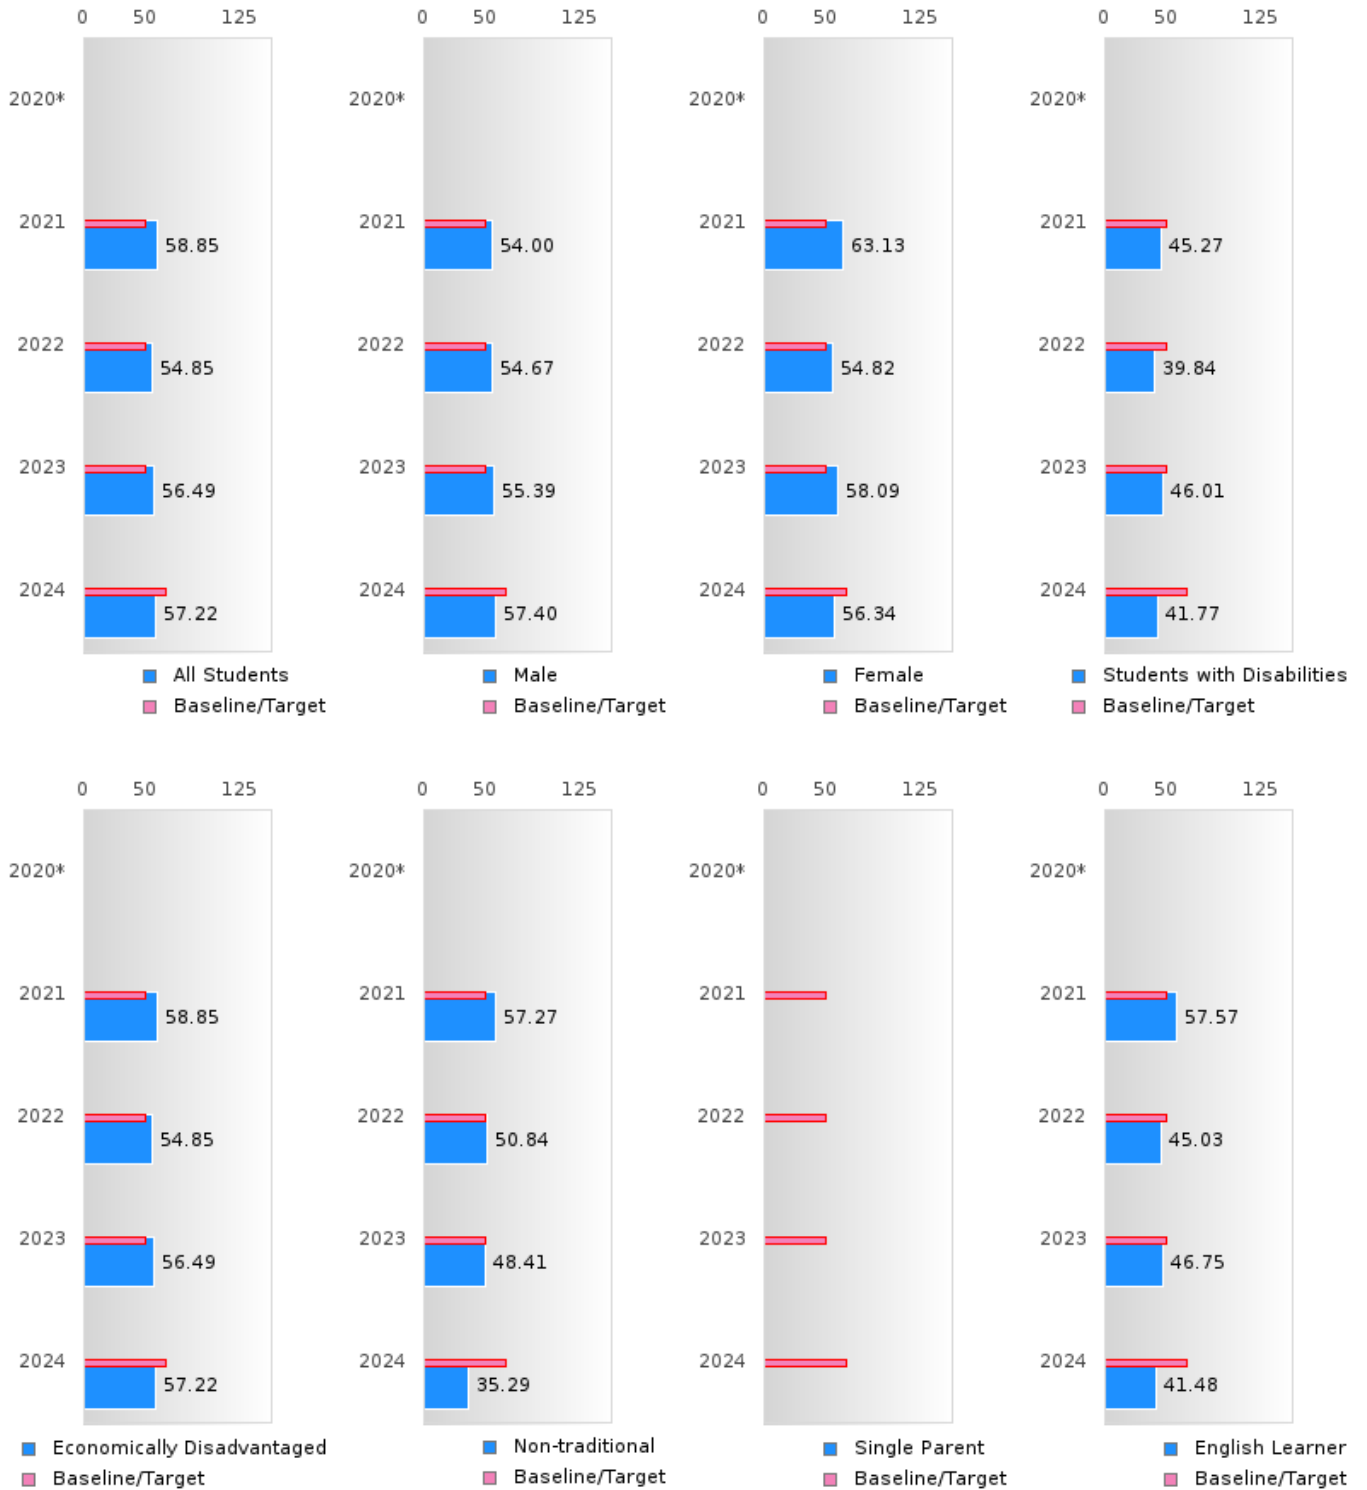 0 50 125 0 50 125 0 50 125 0 50 125
2020* 2020* 2020* 2020*
2021 2021 2021 2021
58.85 54.00 63.13 45.27
2022 2022 2022 2022
54.85 54.67 54.82 39.84
2023 2023 2023 2023
56.49 55.39 58.09 46.01
2024 2024 2024 2024
57.22 57.40 56.34 41.77
All Students Male Female Students with Disabilities
Baseline/Target Baseline/Target Baseline/Target Baseline/Target
0 50 125 0 50 125 0 50 125 0 50 125
2020* 2020* 2020* 2020*
2021 2021 2021 2021
58.85 57.27 57.57
2022 2022 2022 2022
54.85 50.84 45.03
2023 2023 2023 2023
56.49 48.41 46.75
2024 2024 2024 2024
57.22 35.29 41.48
Economically Disadvantaged Non-traditional Single Parent English Learner
Baseline/Target Baseline/Target Baseline/Target Baseline/Target